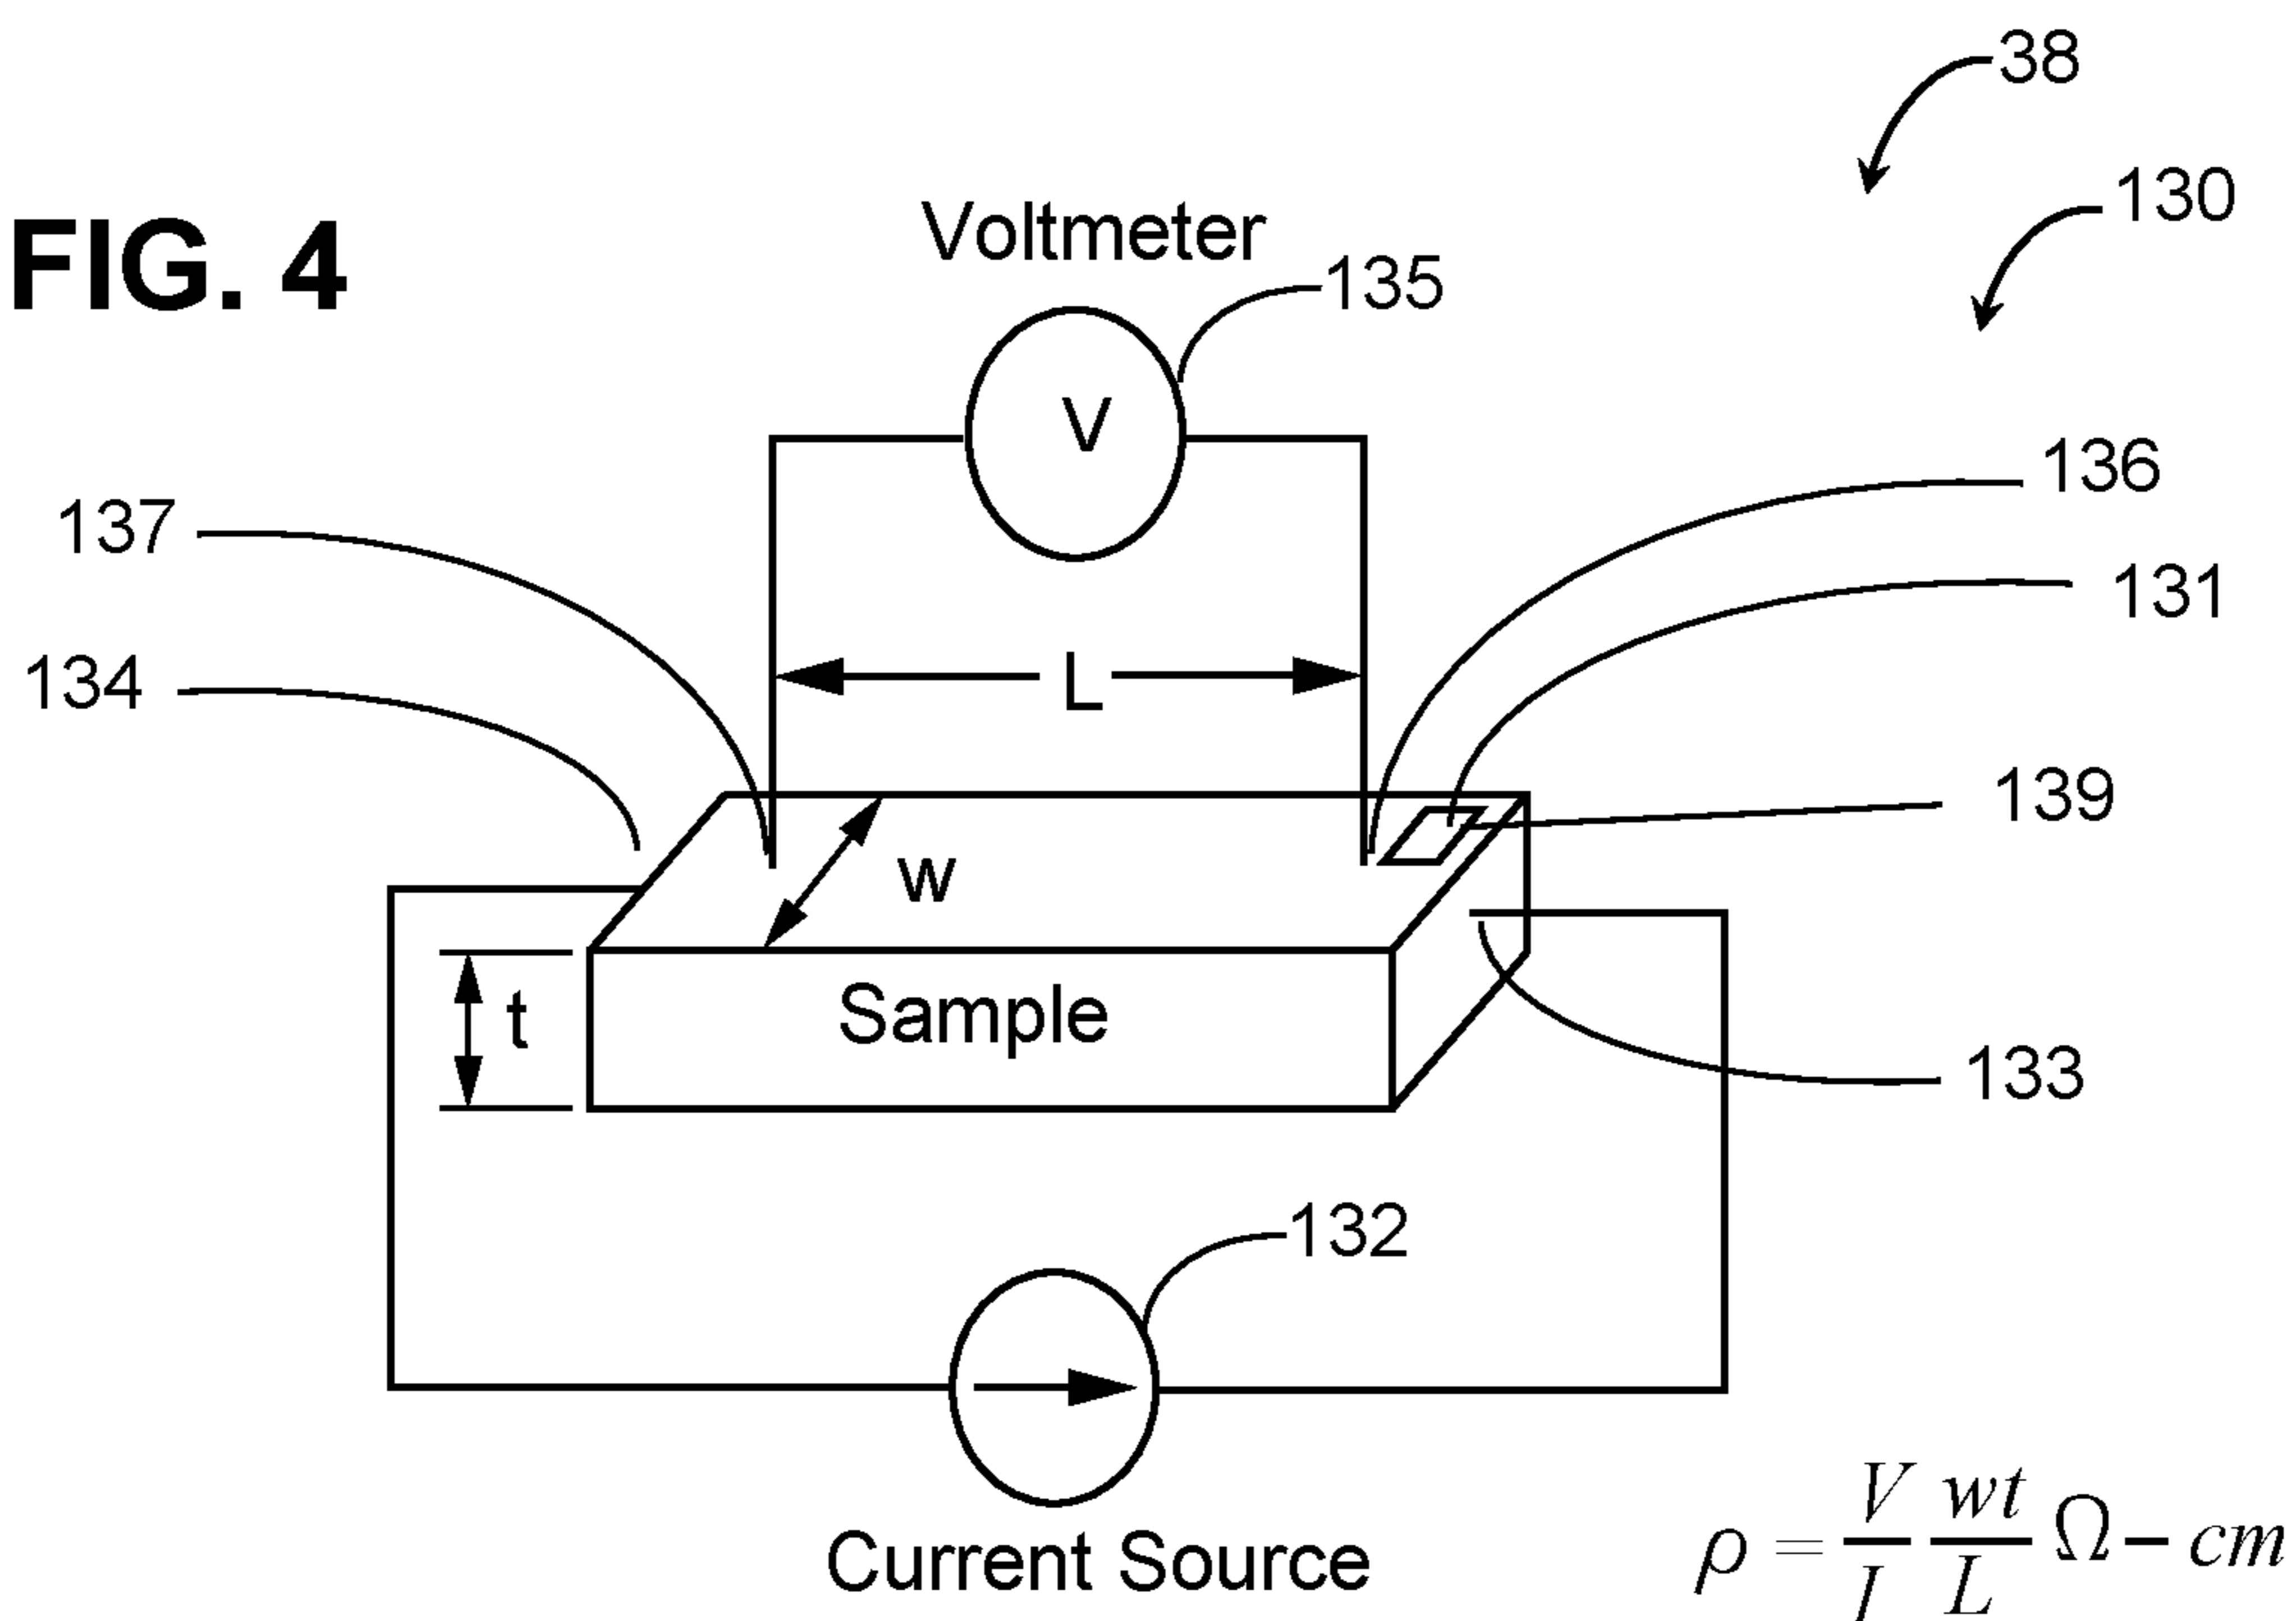 38
130
FIG. 4
Voltmeter
135
V
136
137
131
134
L
139
w
t
Sample
133
132
Current Source
ρ = V/I wt/L Ω – cm